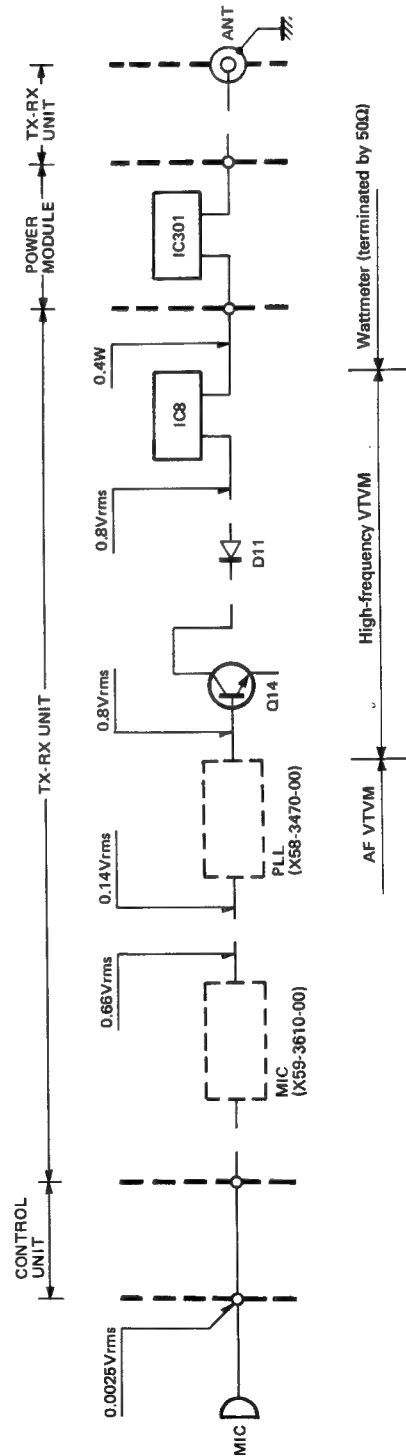 CONTROL
UNIT
TX-RX UNIT
POWER
MODULE
TX-RX
UNIT
0.0025Vrms
0.66Vrms
0.14Vrms
0.8Vrms
0.8Vrms
0.4W
MIC
MIC
(X59-3610-00)
PLL
(X58-3470-00)
Q14
D11
IC8
IC301
ANT
AF VTVM
High-frequency VTVM
Wattmeter (terminated by 50Ω)